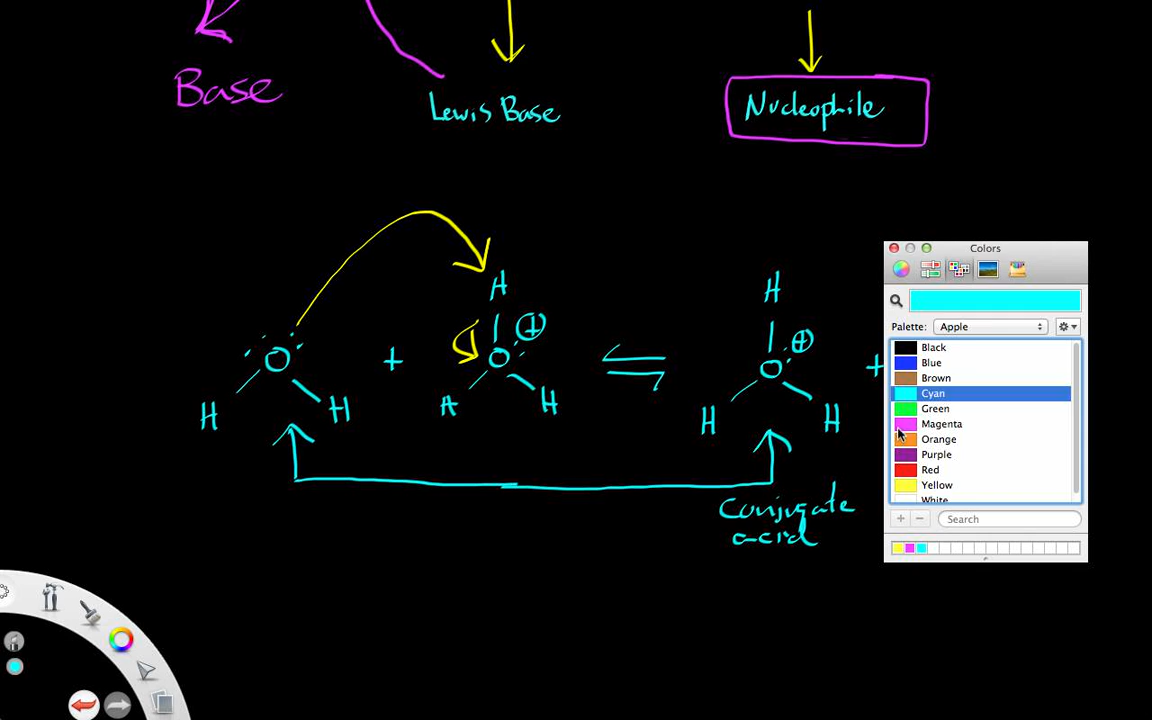 Base
Lewis Base
Nucleophile
H
H
O
+
O
+
O
+
+
H
H
H
H
H
H
Conjugate
acid
Colors
Palette:
Apple
Black
Blue
Brown
Cyan
Green
Magenta
Orange
Purple
Red
Yellow
White
+
−
Search